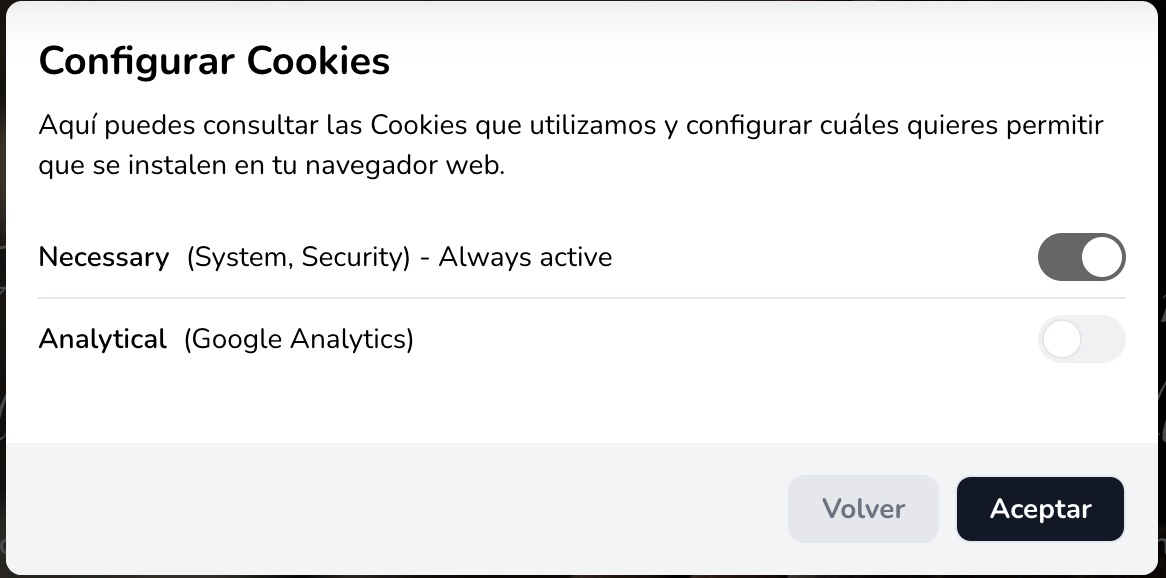 Configurar Cookies
Aquí puedes consultar las Cookies que utilizamos y configurar cuáles quieres permitir
que se instalen en tu navegador web.
Necessary (System, Security) - Always active
Analytical (Google Analytics)
Volver
Aceptar